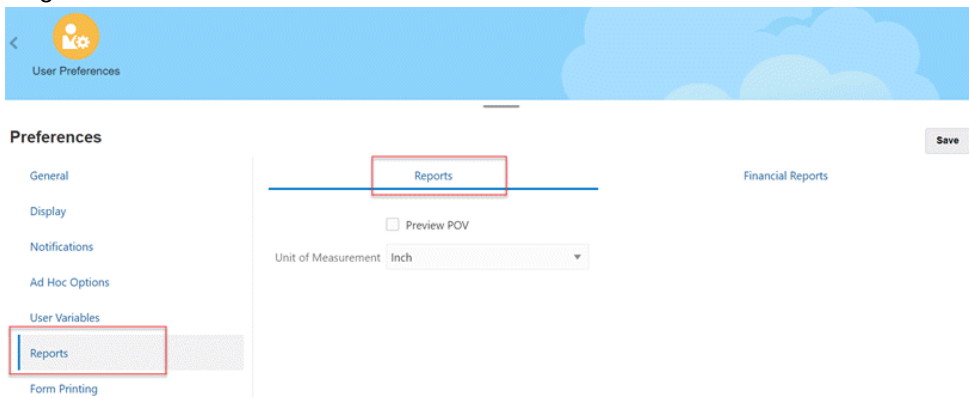 User Preferences
Preferences
Save
General
Display
Notifications
Ad Hoc Options
User Variables
Reports
Form Printing
Reports
Financial Reports
Preview POV
Unit of Measurement Inch